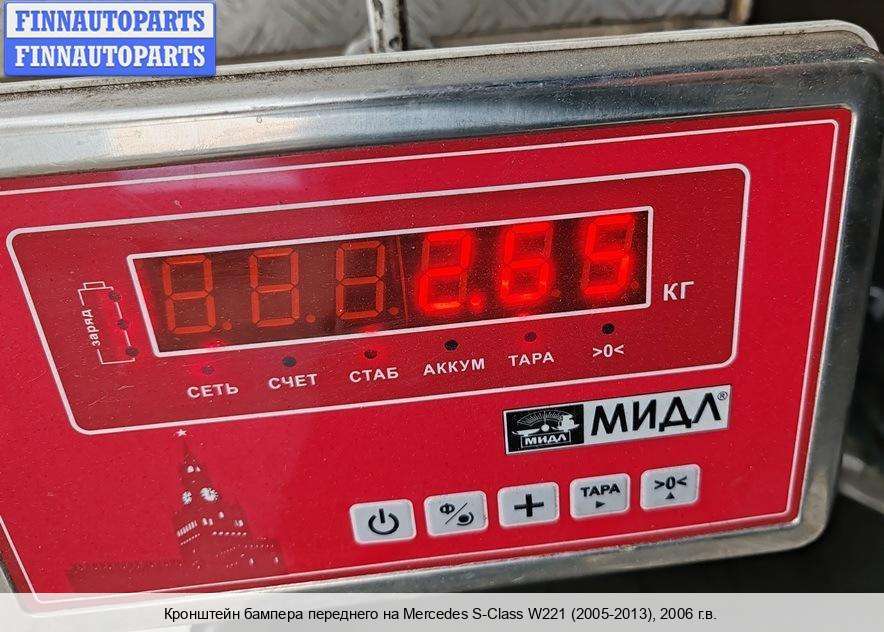 FINNAUTOPARTS
FINNAUTOPARTS
2.65
КГ
заряд
СЕТЬ
СЧЕТ
СТАБ
АККУМ
ТАРА
>0<
МИДЛ
МИДЛ®
Ф/
+
ТАРА
>0<
Кронштейн бампера переднего на Mercedes S-Class W221 (2005-2013), 2006 г.в.